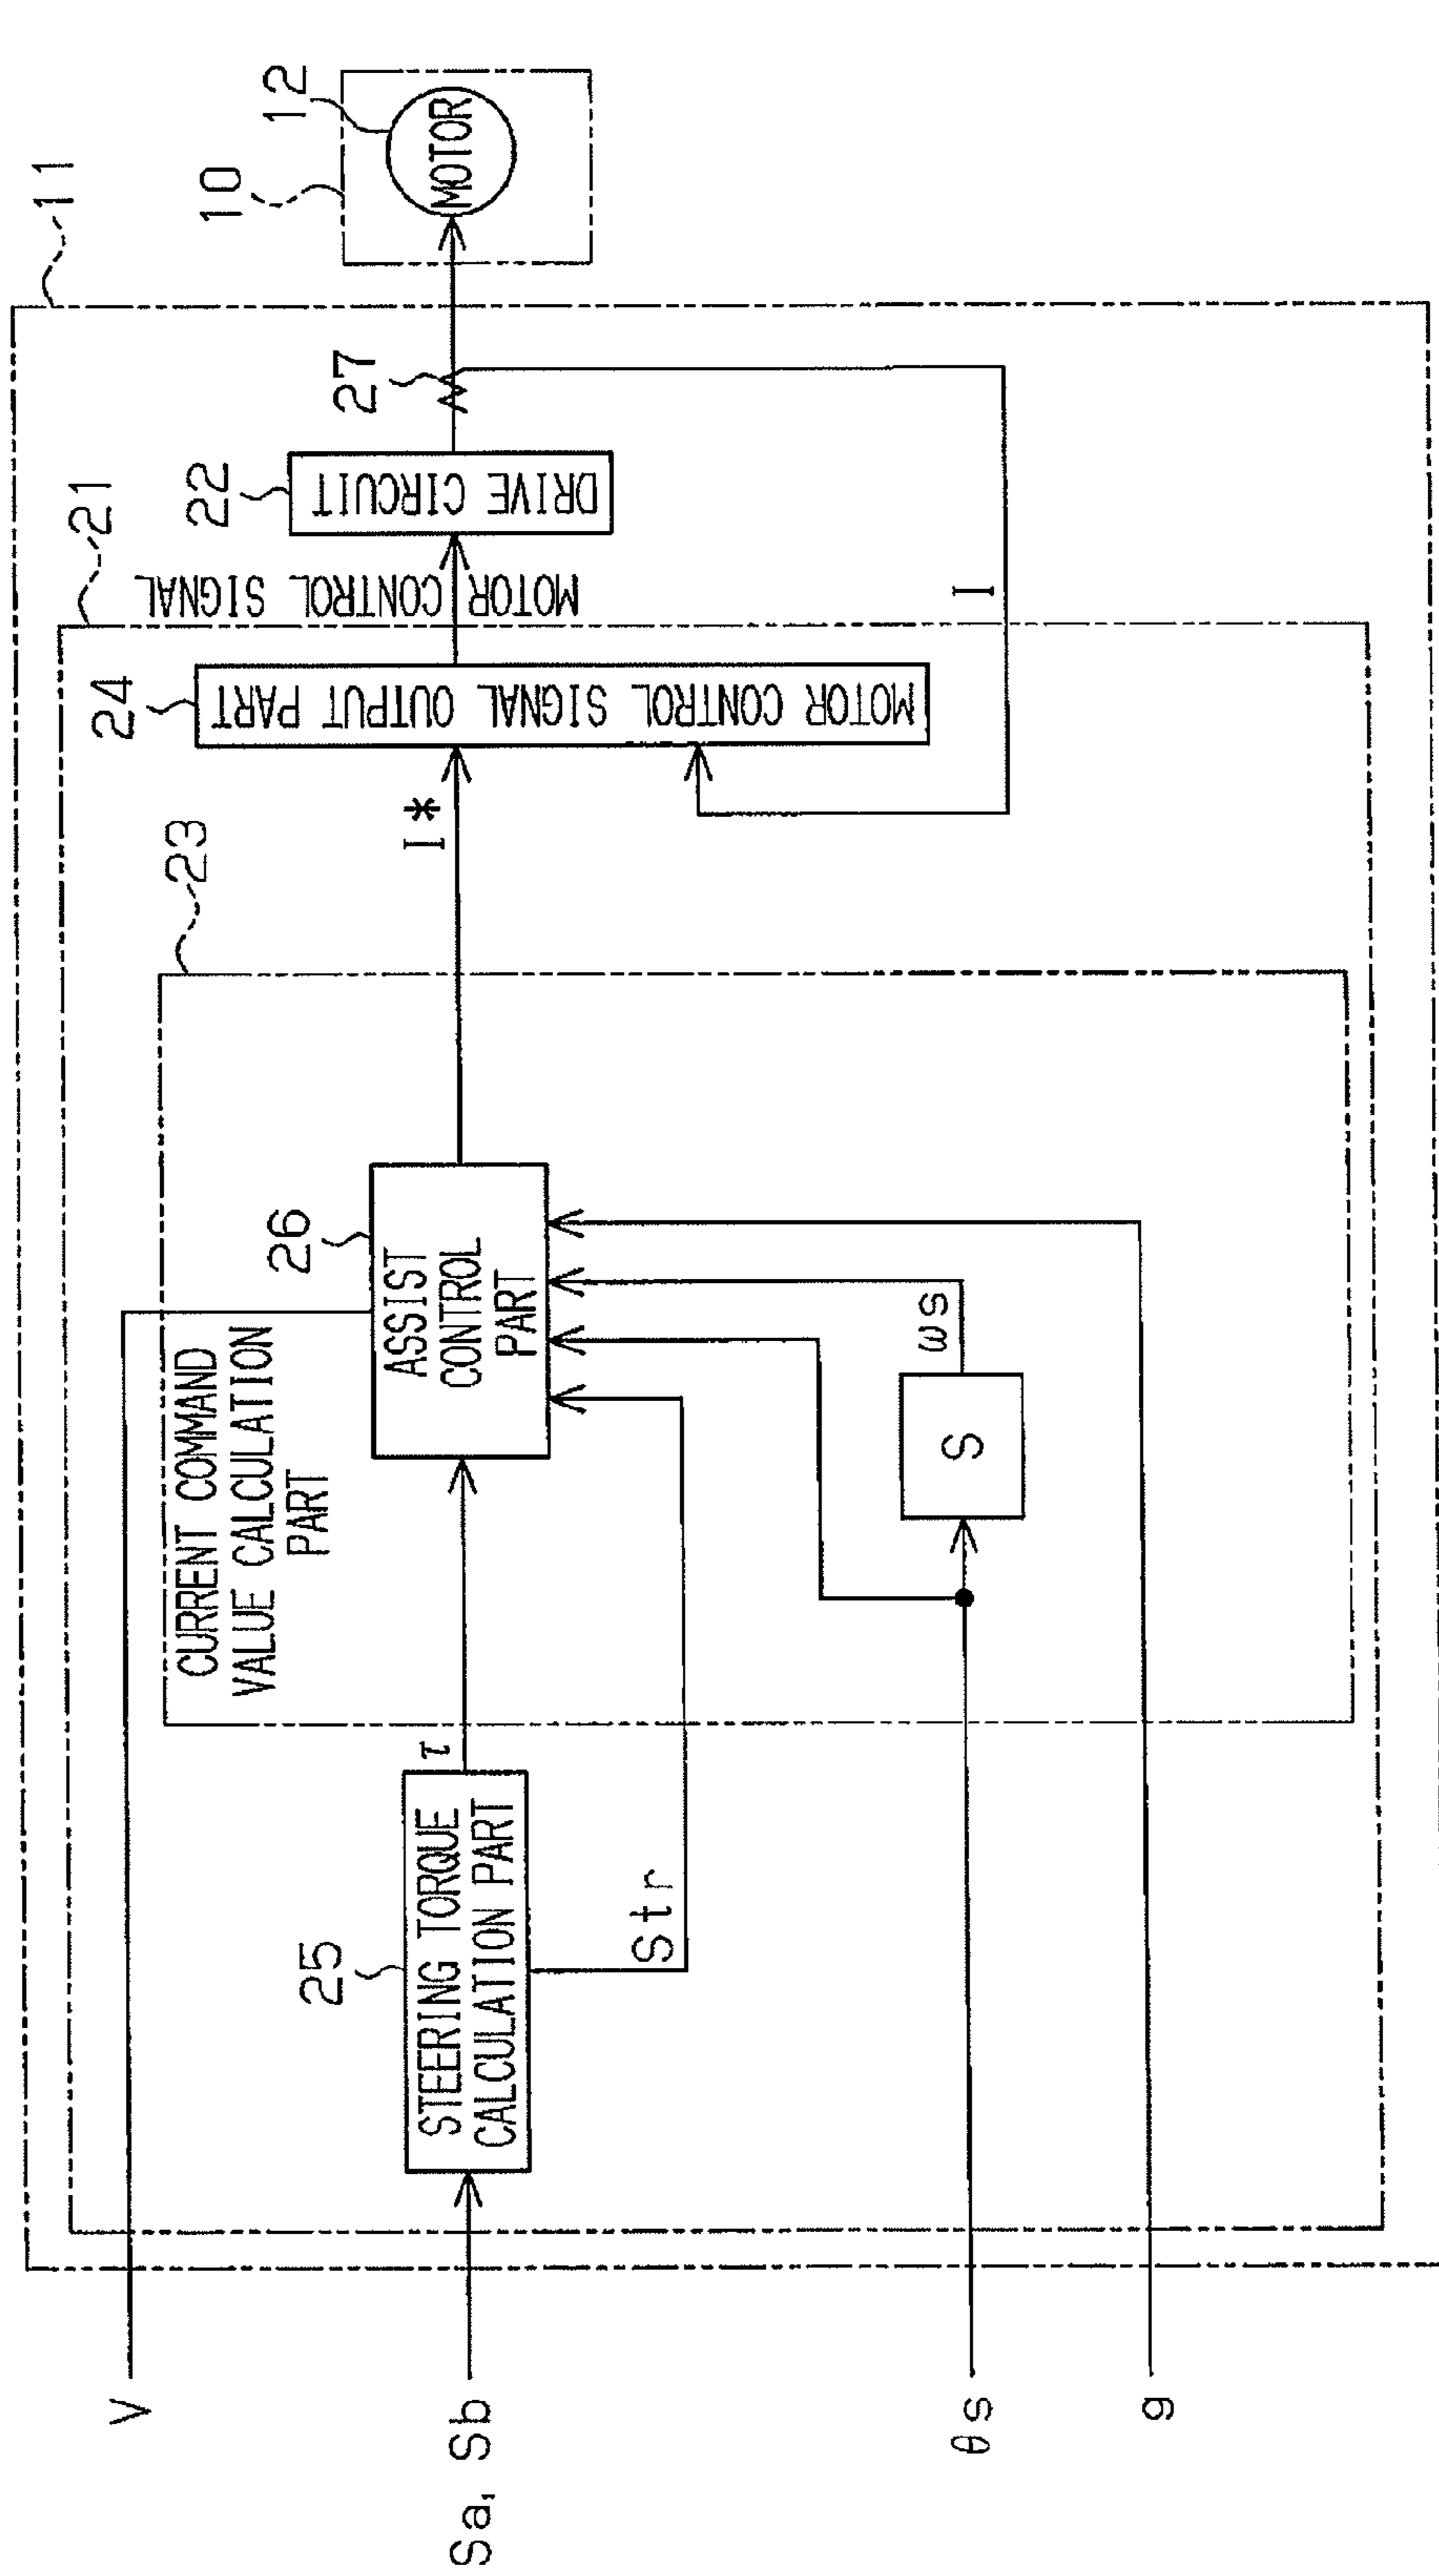 11
21
23
10
12
MOTOR
27
22
DRIVE CIRCUIT
MOTOR CONTROL SIGNAL
24
MOTOR CONTROL SIGNAL OUTPUT PART
I
I*
26
ASSIST
CONTROL
PART
CURRENT COMMAND
VALUE CALCULATION
PART
ωs
S
τ
25
STEERING TORQUE
CALCULATION PART
Str
V
Sa, Sb
θs
g